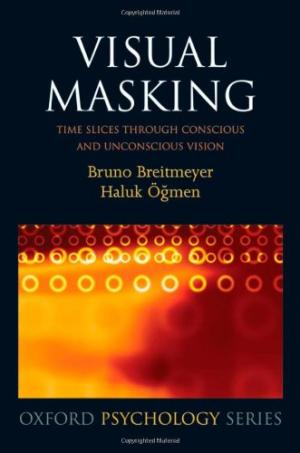 VISUAL
MASKING
TIME SLICES THROUGH CONSCIOUS
AND UNCONSCIOUS VISION
Bruno Breitmeyer
Haluk Öğmen
OXFORD PSYCHOLOGY SERIES